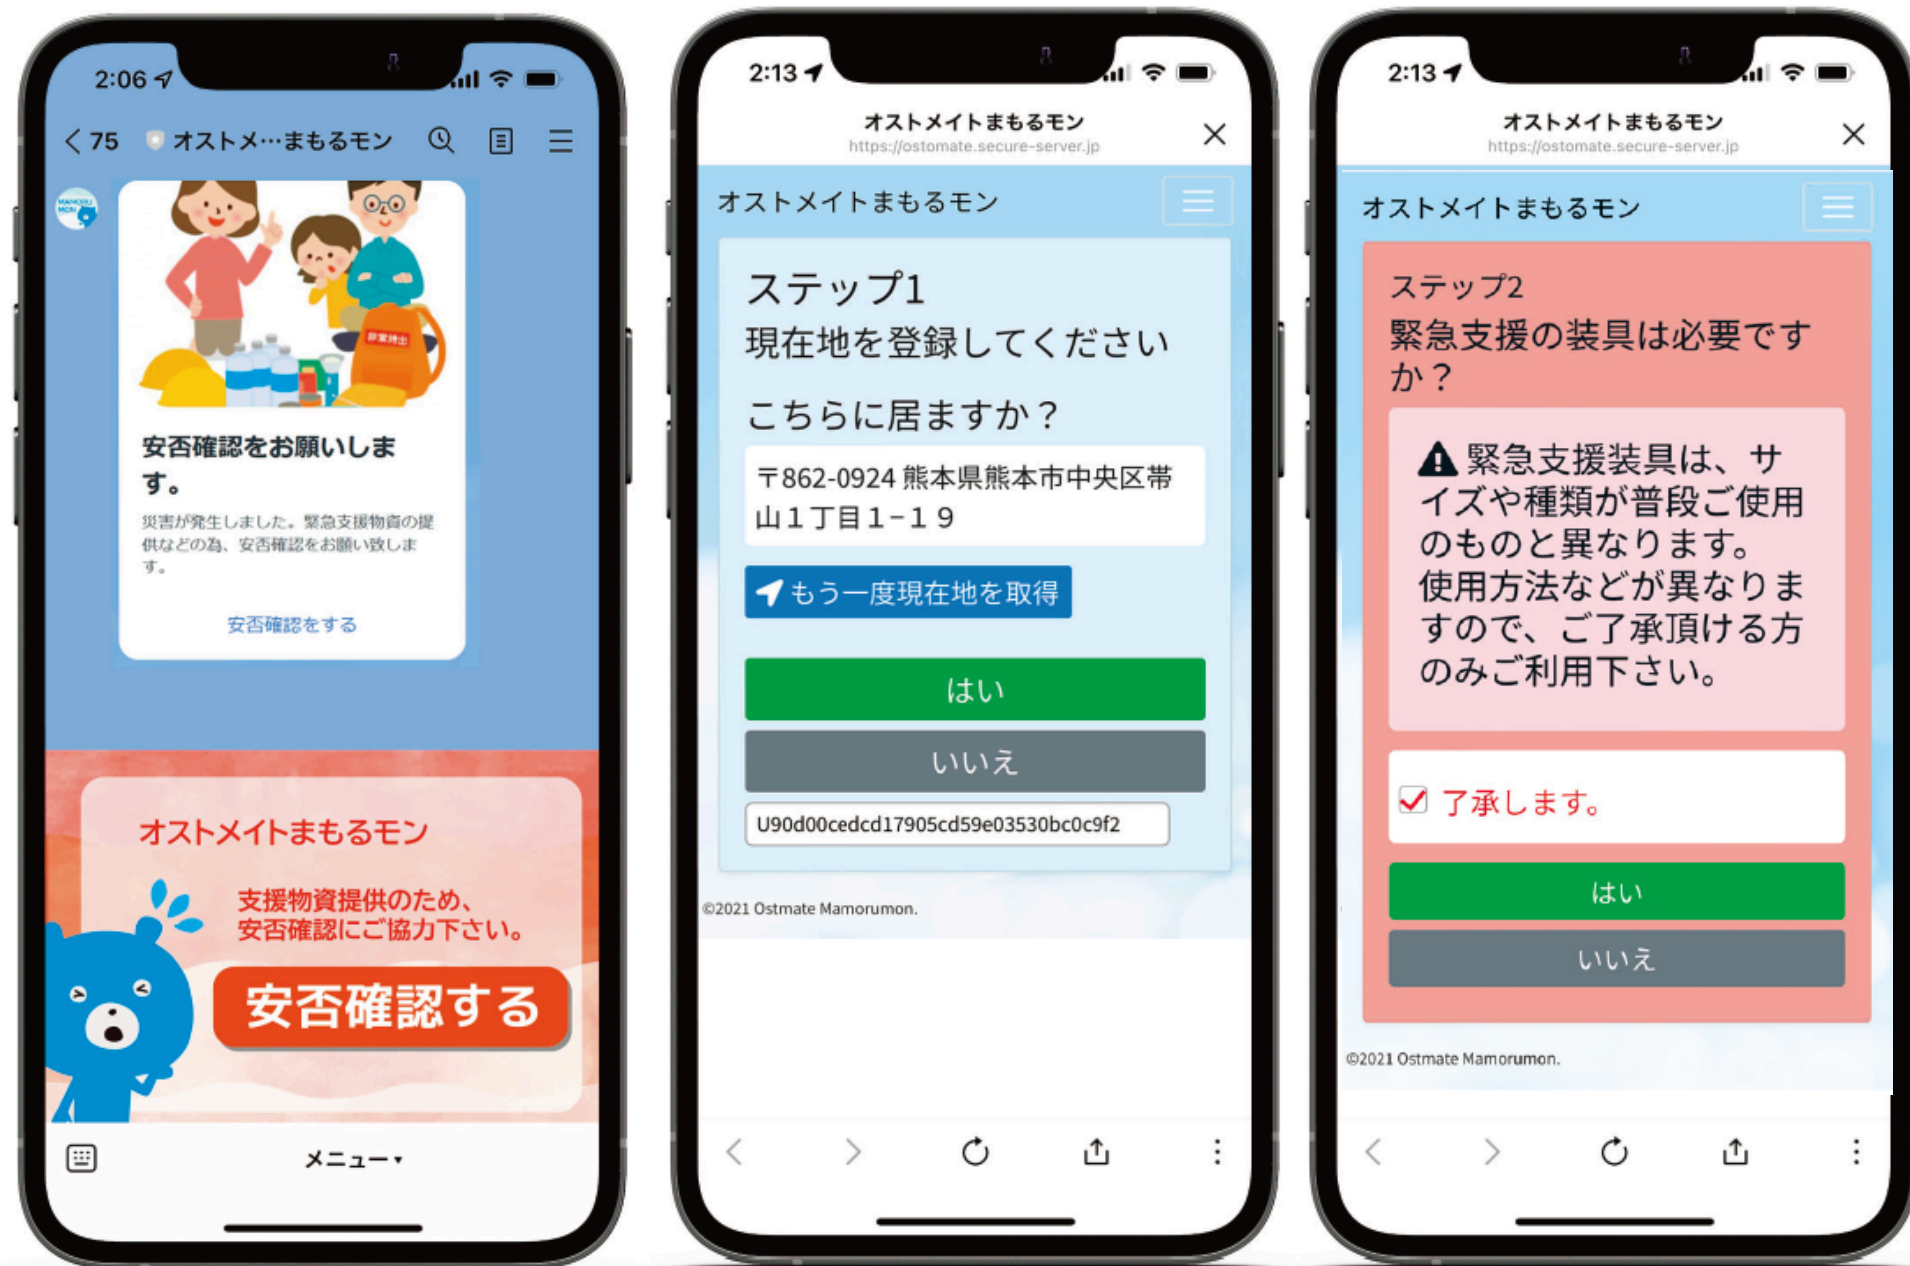 2:06
75 オストメ…まもるモン
MAMORU
MON
非常持出
安否確認をお願いしま
す。
災害が発生しました。緊急支援物資の提
供などの為、安否確認をお願い致しま
す。
安否確認をする
オストメイトまもるモン
支援物資提供のため、
安否確認にご協力下さい。
安否確認する
メニュー
2:13
オストメイトまもるモン
https://ostomate.secure-server.jp
オストメイトまもるモン
ステップ1
現在地を登録してください
こちらに居ますか？
〒862-0924 熊本県熊本市中央区帯
山１丁目１−１９
もう一度現在地を取得
はい
いいえ
U90d00cedcd17905cd59e03530bc0c9f2
©2021 Ostmate Mamorumon.
2:13
オストメイトまもるモン
https://ostomate.secure-server.jp
オストメイトまもるモン
ステップ2
緊急支援の装具は必要です
か？
緊急支援装具は、サ
イズや種類が普段ご使用
のものと異なります。
使用方法などが異なりま
すので、ご了承頂ける方
のみご利用下さい。
了承します。
はい
いいえ
©2021 Ostmate Mamorumon.